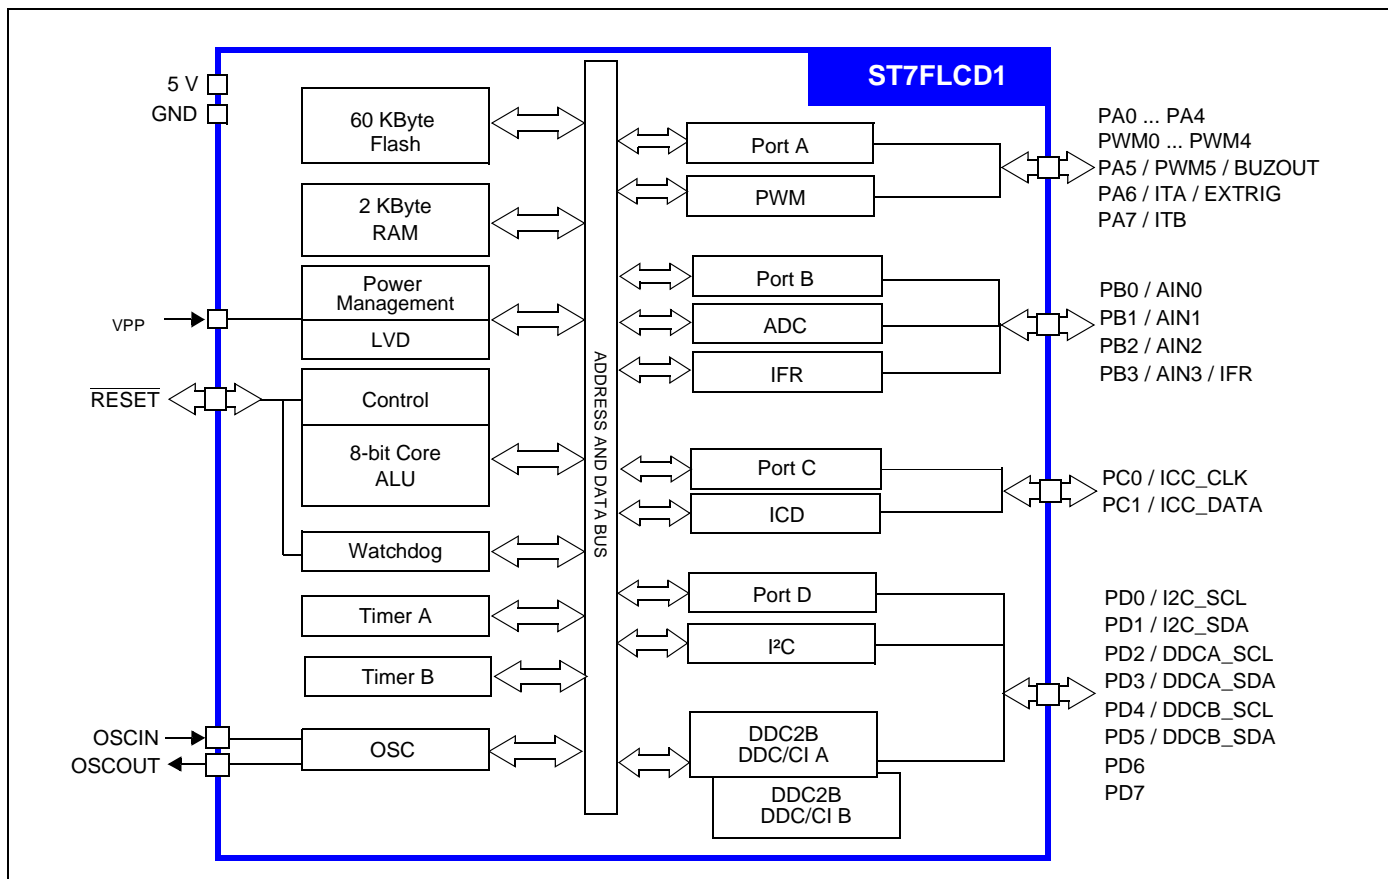 ST7FLCD1
5 V
GND
VPP
RESET
OSCIN
OSCOUT
60 KByte
Flash
2 KByte
RAM
Power
Management
LVD
Control
8-bit Core
ALU
Watchdog
Timer A
Timer B
OSC
ADDRESS AND DATA BUS
Port A
PWM
Port B
ADC
IFR
Port C
ICD
Port D
I²C
DDC2B
DDC/CI A
DDC2B
DDC/CI B
PA0 ... PA4
PWM0 ... PWM4
PA5 / PWM5 / BUZOUT
PA6 / ITA / EXTRIG
PA7 / ITB
PB0 / AIN0
PB1 / AIN1
PB2 / AIN2
PB3 / AIN3 / IFR
PC0 / ICC_CLK
PC1 / ICC_DATA
PD0 / I2C_SCL
PD1 / I2C_SDA
PD2 / DDCA_SCL
PD3 / DDCA_SDA
PD4 / DDCB_SCL
PD5 / DDCB_SDA
PD6
PD7